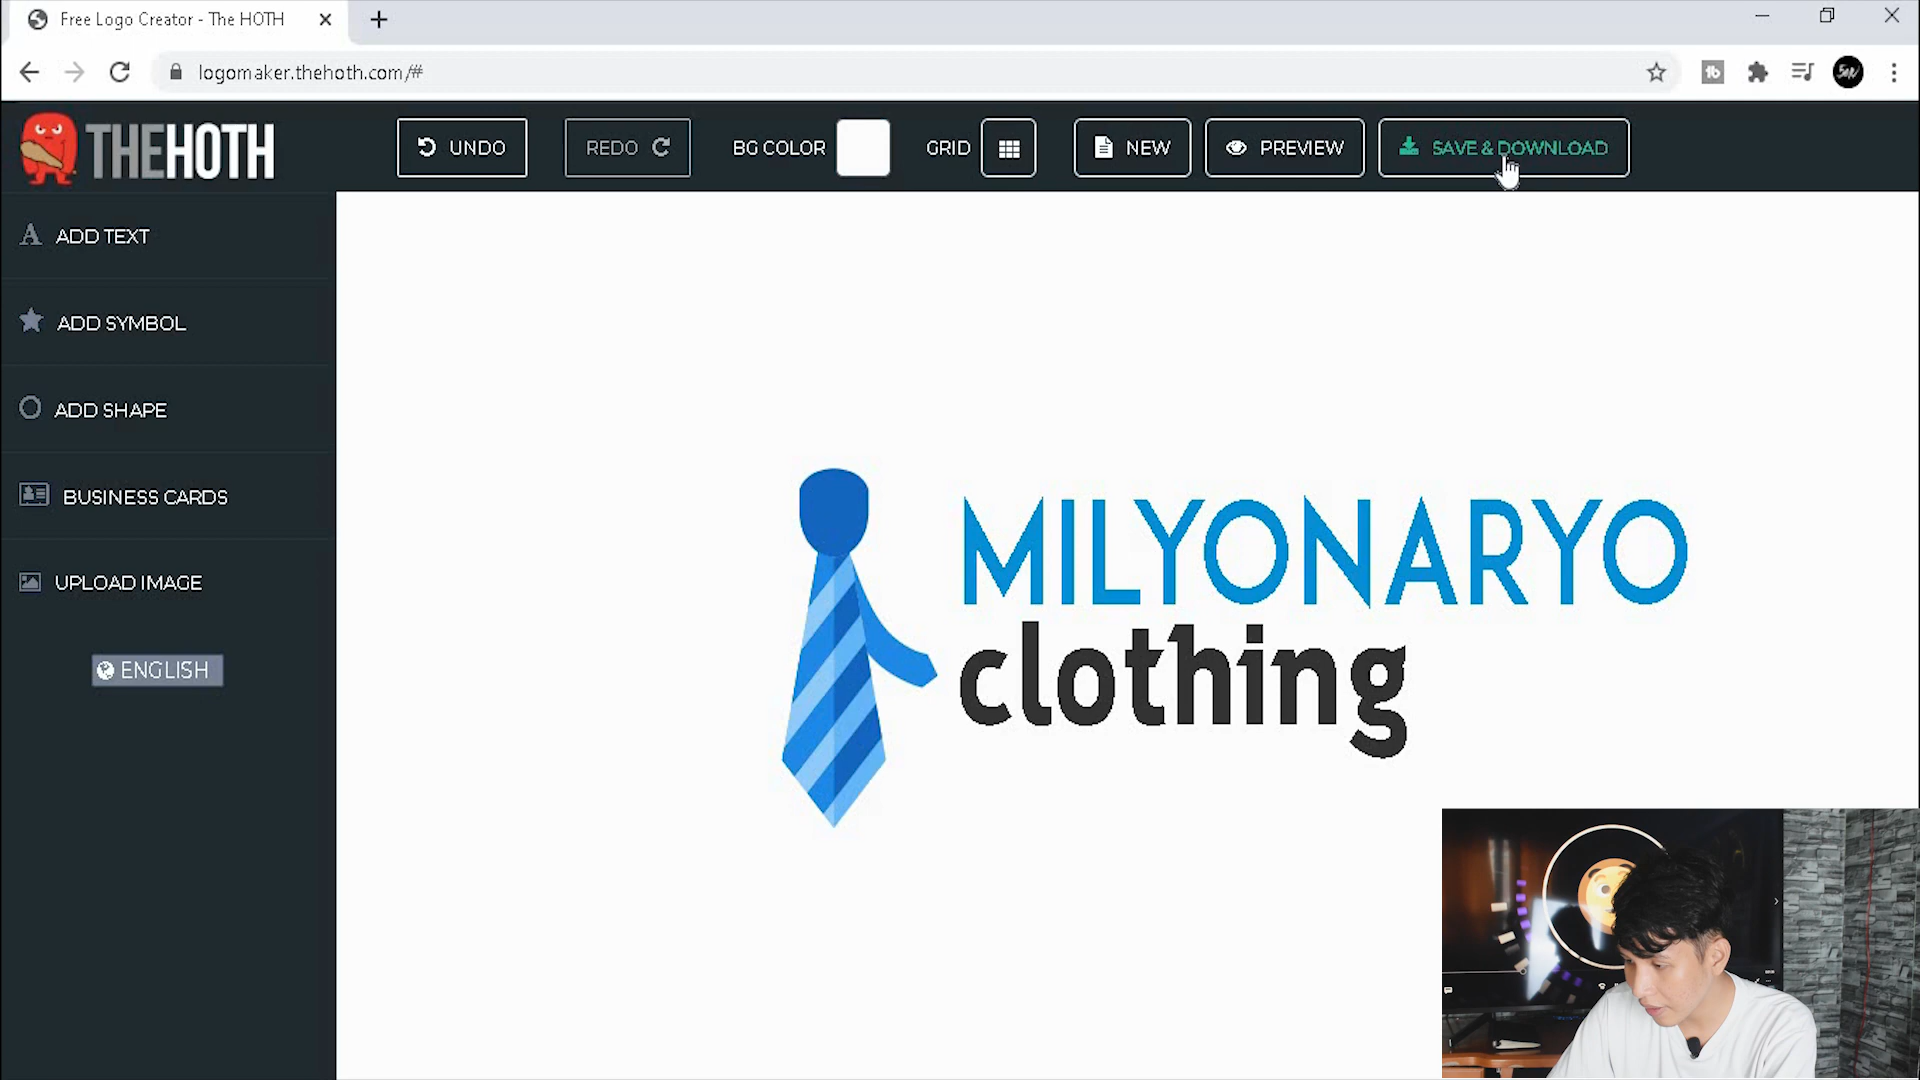 Free Logo Creator - The HOTH
logomaker.thehoth.com/#
THEHOTH
UNDO
REDO
BG COLOR
GRID
NEW
PREVIEW
SAVE & DOWNLOAD
ADD TEXT
ADD SYMBOL
ADD SHAPE
BUSINESS CARDS
UPLOAD IMAGE
ENGLISH
MILYONARYO
clothing